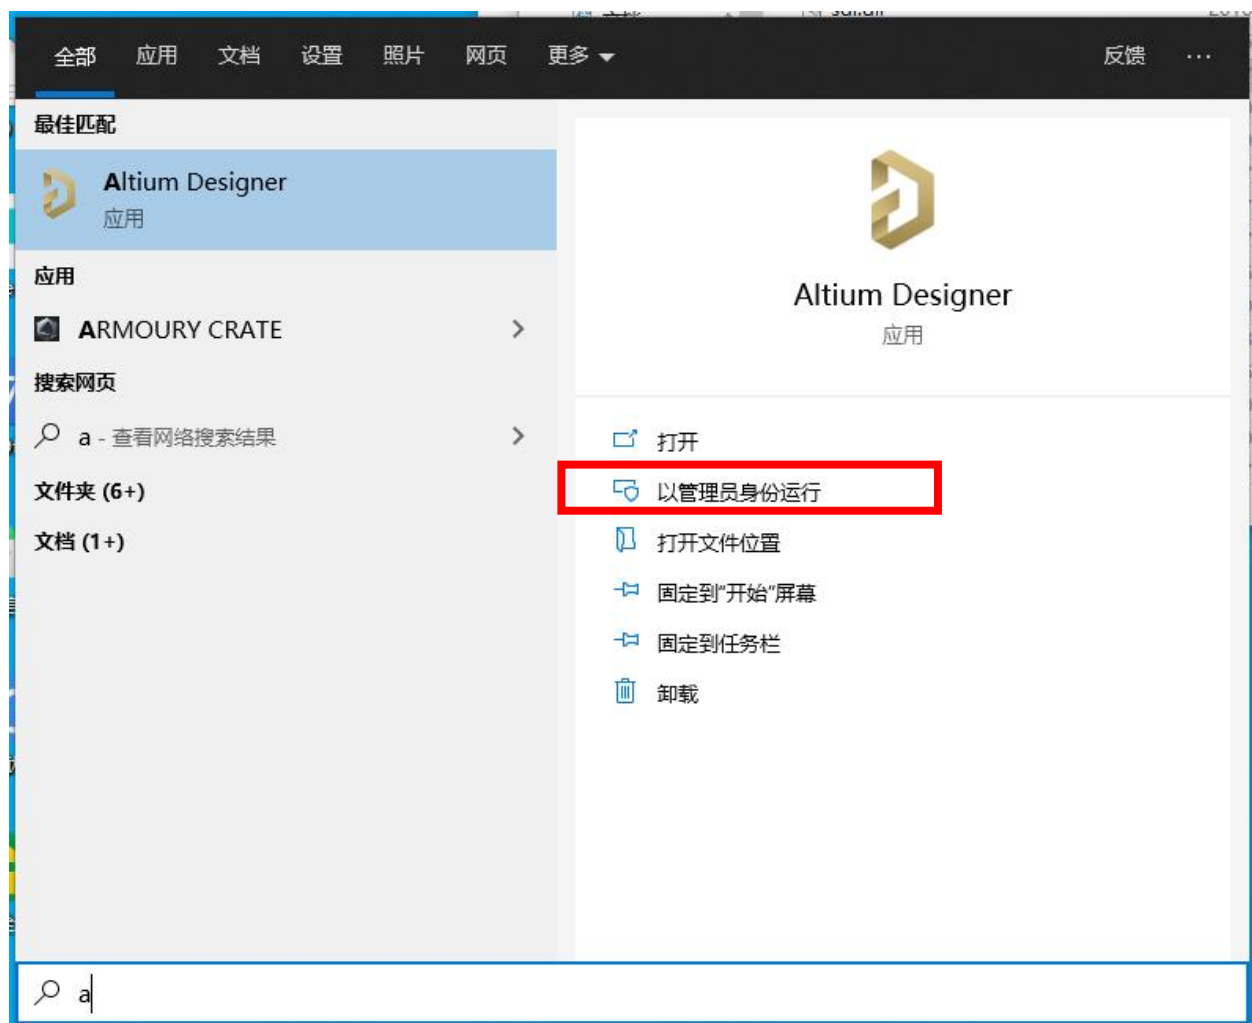 全部 应用 文档 设置 照片 网页 更多 反馈 ···
最佳匹配
Altium Designer
应用
应用
ARMOURY CRATE
搜索网页
a - 查看网络搜索结果
文件夹 (6+)
文档 (1+)
Altium Designer
应用
打开
以管理员身份运行
打开文件位置
固定到"开始"屏幕
固定到任务栏
卸载
a